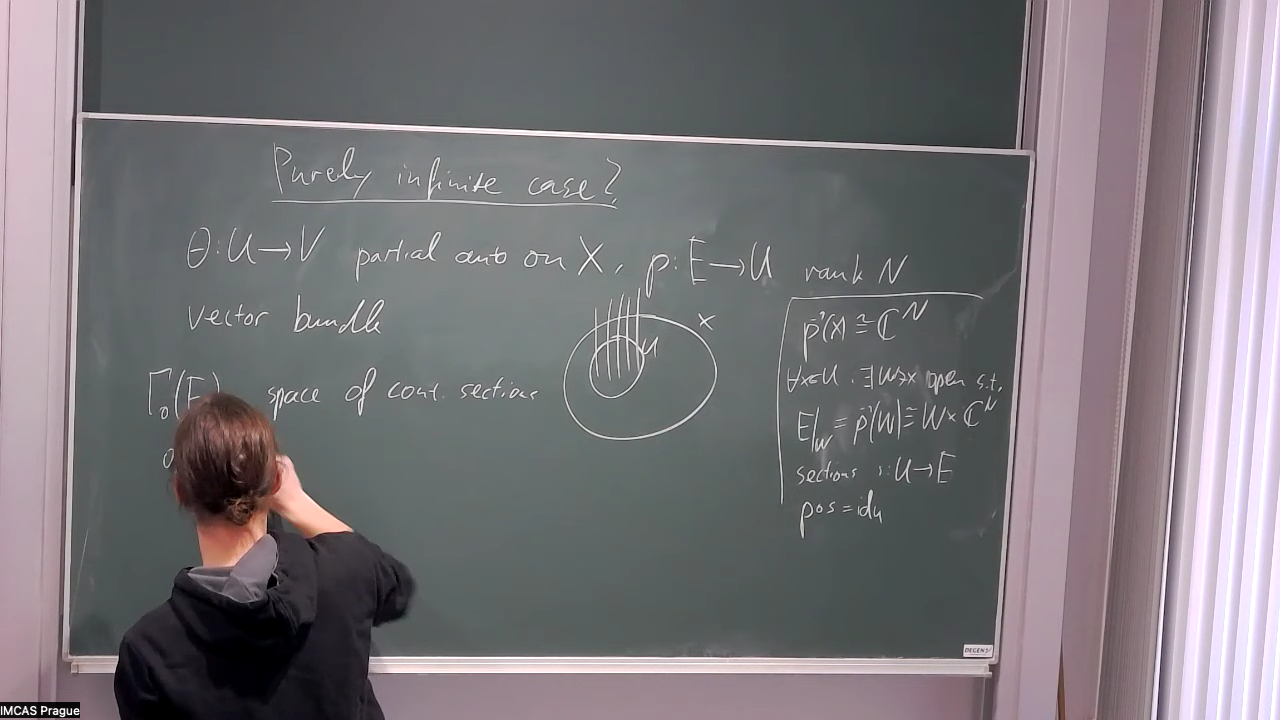 Purely infinite case?
θ: U → V partial auto on X, p: E → U rank N
vector bundle
X
U
Γ₀(E) space of cont. sections
p⁻¹(x) ≅ ℂᴺ
∀x∈U. ∃W∋x open s.t.
E|_W = p⁻¹(W) ≅ W × ℂᴺ
sections s: U → E
p∘s = id_U
DEGEN
IMCAS Prague